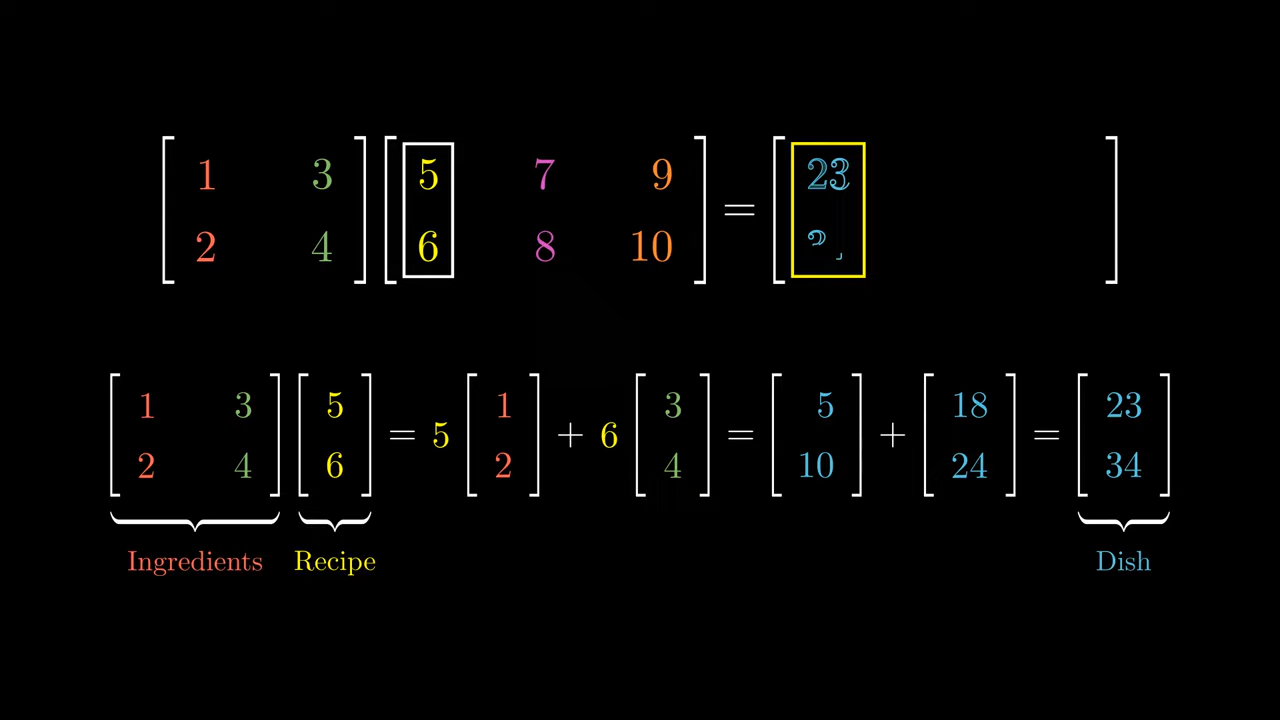 1 3 5 7 9 = 23
2 4 6 8 10
1 3 5 = 5 1 + 6 3 = 5 + 18 = 23
2 4 6 2 4 10 24 34
Ingredients Recipe Dish